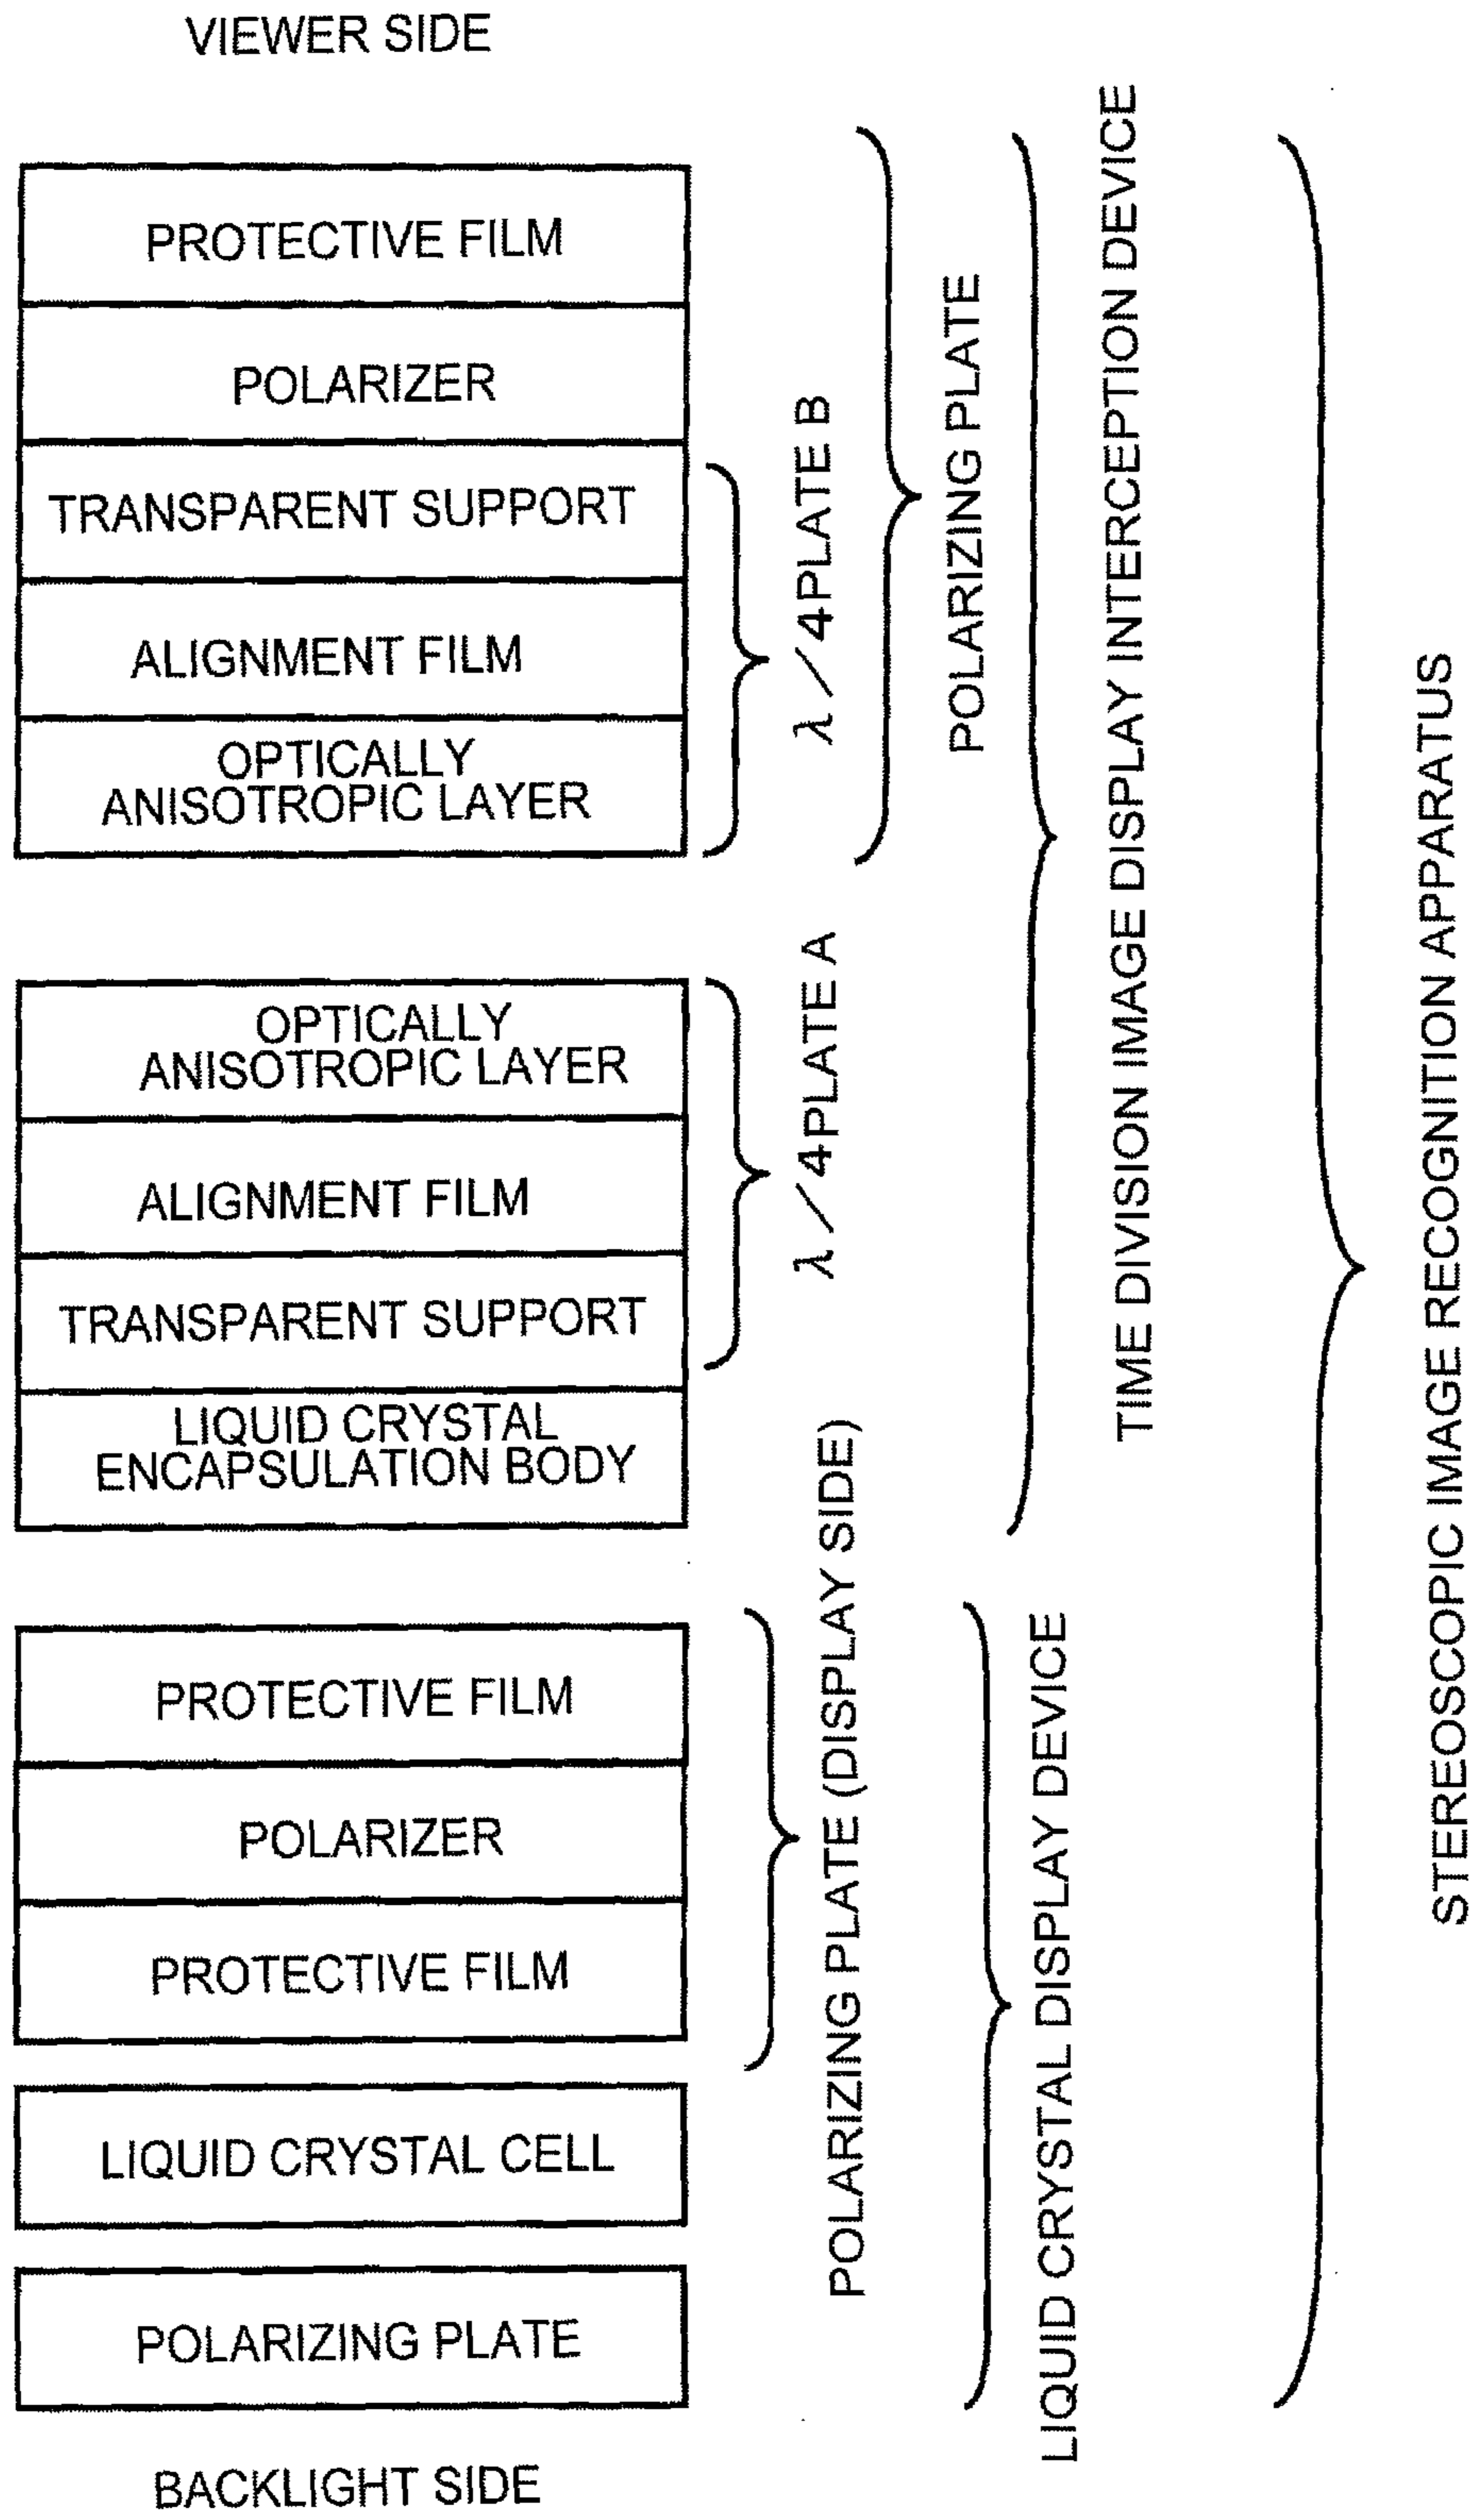 VIEWER SIDE
PROTECTIVE FILM
POLARIZER
TRANSPARENT SUPPORT
ALIGNMENT FILM
OPTICALLY
ANISOTROPIC LAYER
λ/4PLATE B
POLARIZING PLATE
OPTICALLY
ANISOTROPIC LAYER
ALIGNMENT FILM
TRANSPARENT SUPPORT
LIQUID CRYSTAL
ENCAPSULATION BODY
λ/4PLATE A
TIME DIVISION IMAGE DISPLAY INTERCEPTION DEVICE
PROTECTIVE FILM
POLARIZER
PROTECTIVE FILM
POLARIZING PLATE (DISPLAY SIDE)
LIQUID CRYSTAL CELL
POLARIZING PLATE
LIQUID CRYSTAL DISPLAY DEVICE
STEREOSCOPIC IMAGE RECOGNITION APPARATUS
BACKLIGHT SIDE